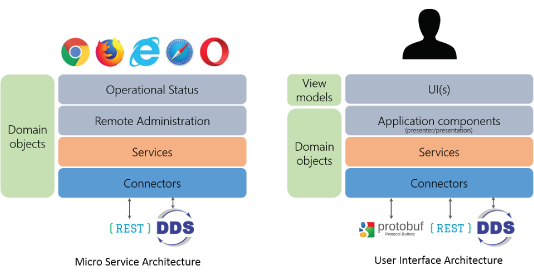 Domain
objects
Operational Status
Remote Administration
Services
Connectors
{ REST }
DDS
Micro Service Architecture
View
models
Domain
objects
UI(s)
Application components
(presenter/presentation)
Services
Connectors
protobuf
Protocol Buffers
{ REST }
DDS
User Interface Architecture